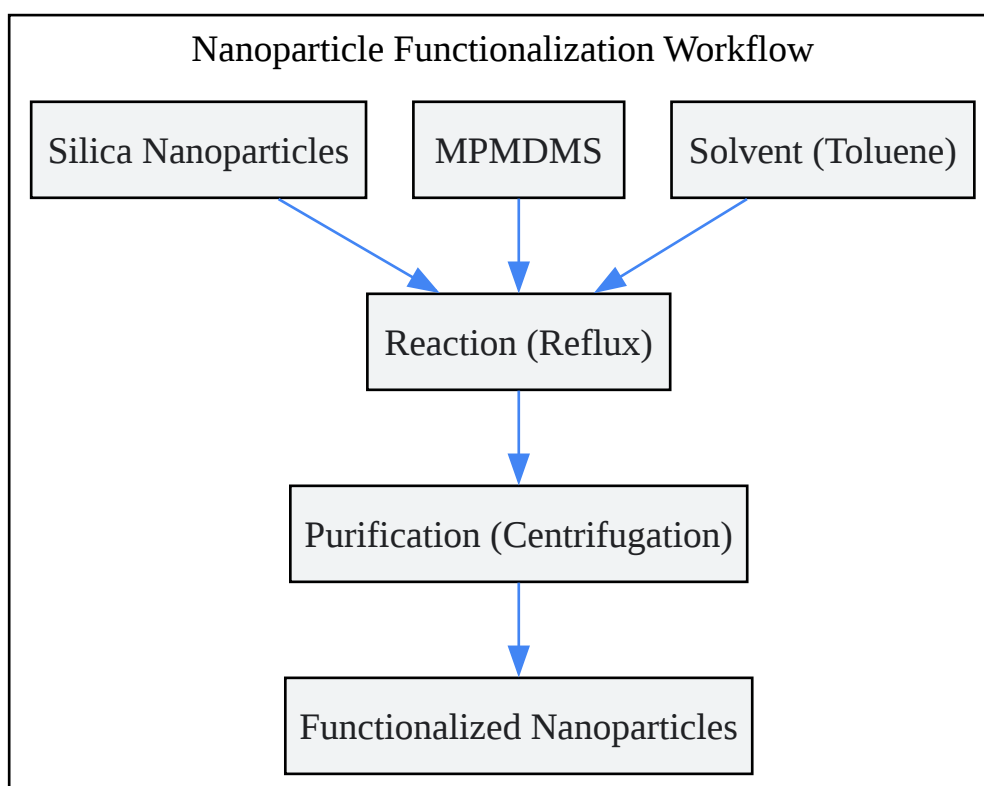 Nanoparticle Functionalization Workflow
Silica Nanoparticles
MPMDMS
Solvent (Toluene)
Reaction (Reflux)
Purification (Centrifugation)
Functionalized Nanoparticles